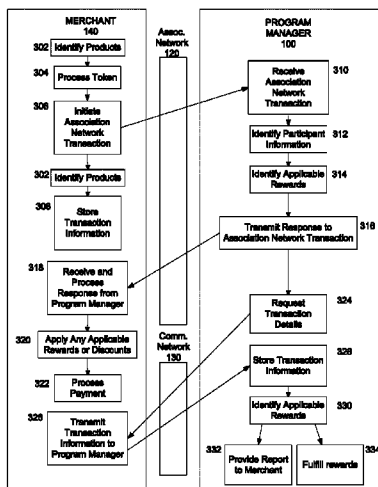 MERCHANT
140
302
Identify Products
304
Process Token
306
Initiate
Association Network
Transaction
302
Identify Products
308
Store
Transaction
Information
318
Receive and
Process
Response from
Program Manager
320
Apply Any Applicable
Rewards or Discounts
322
Process
Payment
326
Transmit
Transaction
Information to
Program Manager
Assoc.
Network
120
Comm.
Network
130
PROGRAM
MANAGER
100
Receive
Association
Network
Transaction
310
Identify Participant
Information
312
Identify Applicable
Rewards
314
Transmit Response to
Association Network Transaction
316
Request
Transaction
Details
324
Store Transaction
Information
328
Identify Applicable
Rewards
330
332
Provide Report
to Merchant
334
Fulfill rewards